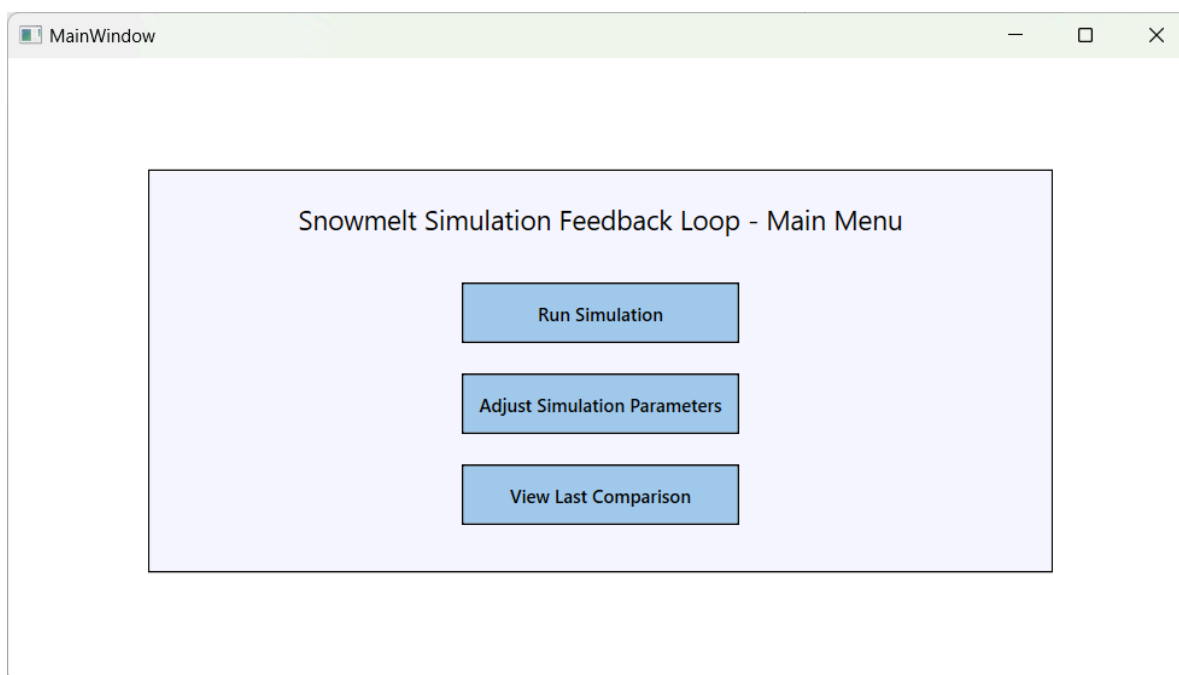 MainWindow
Snowmelt Simulation Feedback Loop - Main Menu
Run Simulation
Adjust Simulation Parameters
View Last Comparison